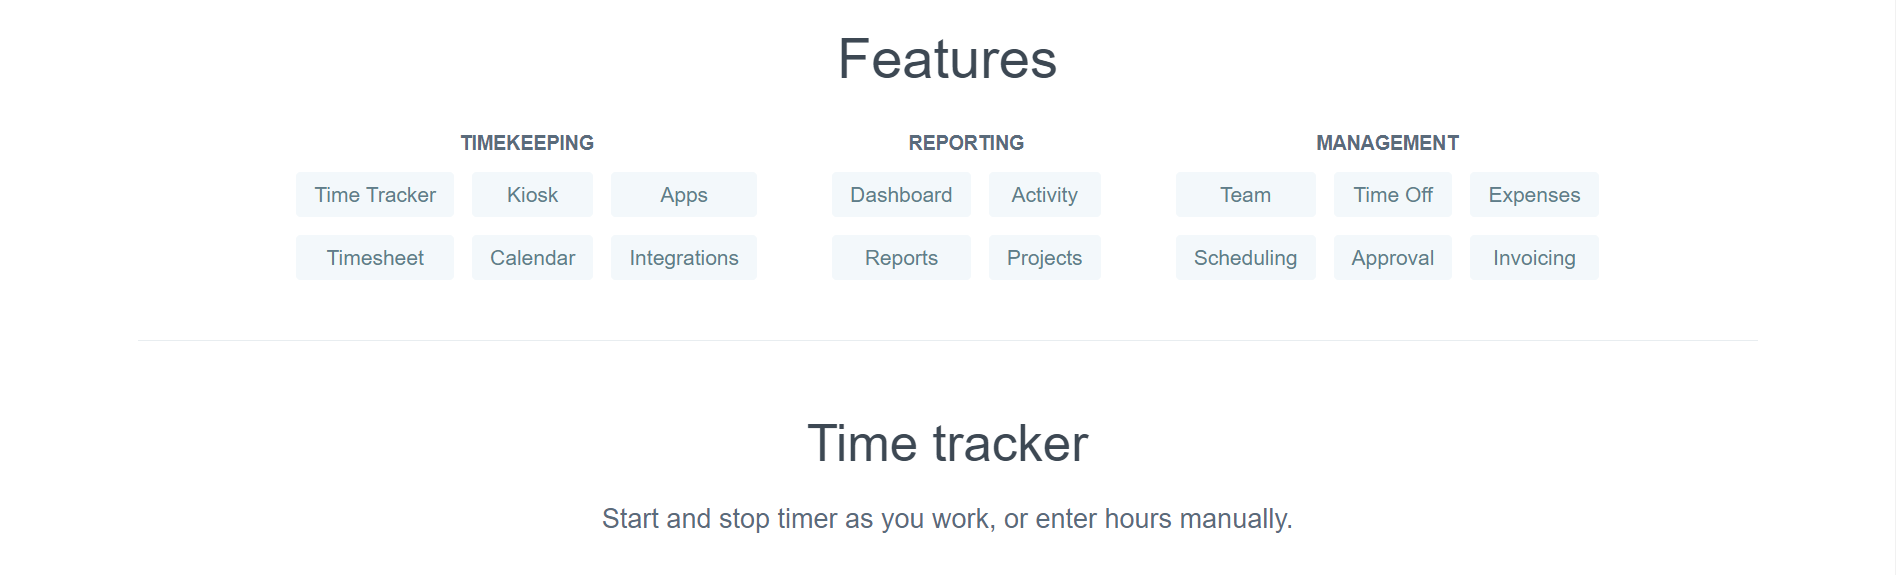 Features
TIMEKEEPING
Time Tracker Kiosk Apps
Timesheet Calendar Integrations
REPORTING
Dashboard Activity
Reports Projects
MANAGEMENT
Team Time Off Expenses
Scheduling Approval Invoicing
Time tracker
Start and stop timer as you work, or enter hours manually.